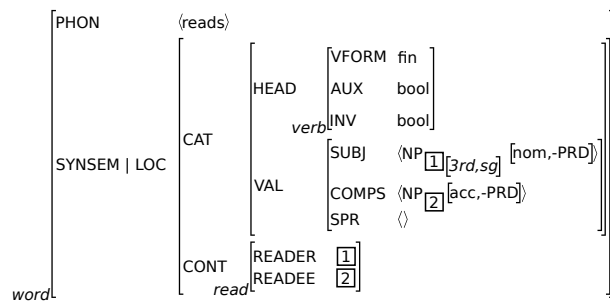 PHON ⟨reads⟩
VFORM fin
HEAD AUX bool
verb INV bool
CAT
SUBJ ⟨NP 1 [3rd,sg] [nom,-PRD]⟩
SYNSEM | LOC
VAL
COMPS ⟨NP 2 [acc,-PRD]⟩
SPR ⟨⟩
READER 1
CONT
read READEE 2
word